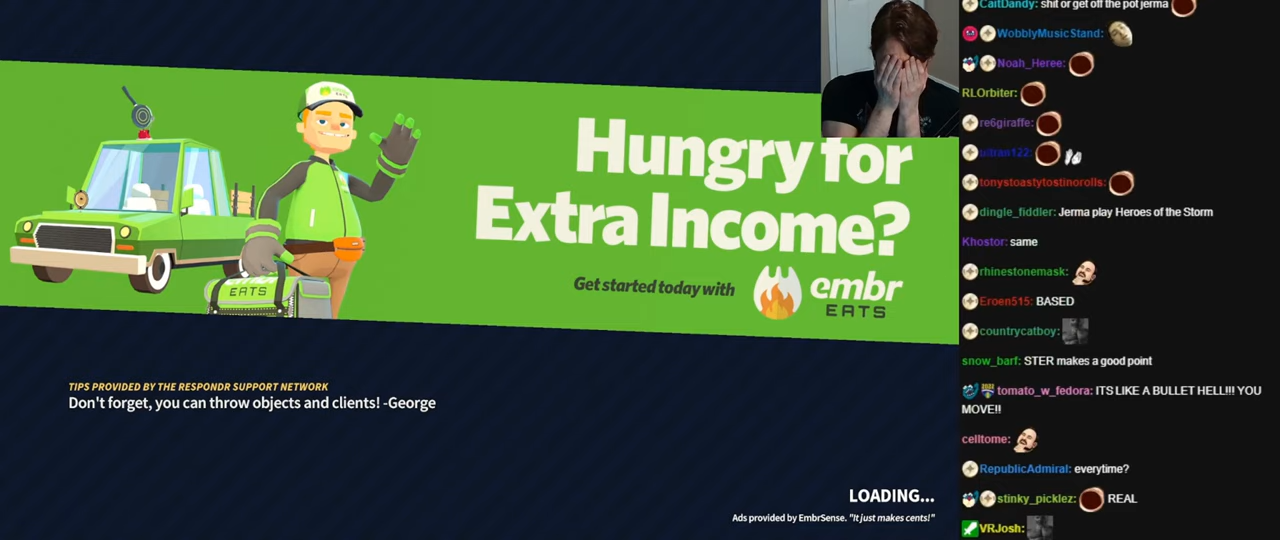 Hungry for
Extra Income?
Get started today with
embr
EATS
EATS
TIPS PROVIDED BY THE RESPONDR SUPPORT NETWORK
Don't forget, you can throw objects and clients! -George
LOADING...
Ads provided by EmbrSense. "It just makes cents!"
CaitDandy: shit or get off the pot jerma
WobblyMusicStand:
Noah_Heree:
RLOrbiter:
re6giraffe:
uitran122:
tonystoastytostinorolls:
dingle_fiddler: Jerma play Heroes of the Storm
Khostor: same
rhinestonemask:
Eroen515: BASED
countrycatboy:
snow_barf: STER makes a good point
tomato_w_fedora: ITS LIKE A BULLET HELL!!! YOU
MOVE!!
celltome:
RepublicAdmiral: everytime?
stinky_picklez: REAL
VRJosh: